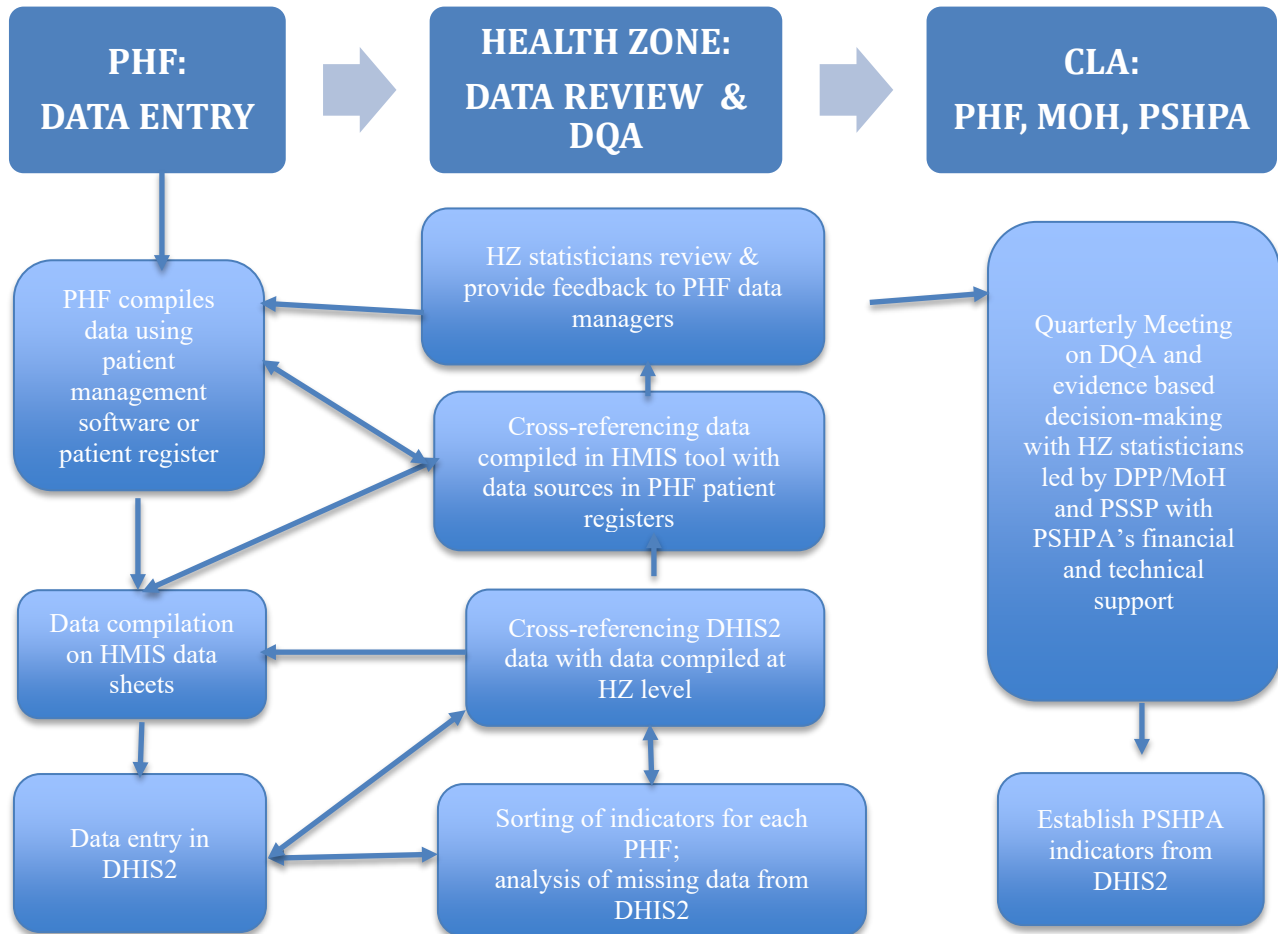 PHF:
DATA ENTRY
HEALTH ZONE:
DATA REVIEW &
DQA
CLA:
PHF, MOH, PSHPA
PHF compiles
data using
patient
management
software or
patient register
Data compilation
on HMIS data
sheets
Data entry in
DHIS2
HZ statisticians review &
provide feedback to PHF data
managers
Cross-referencing data
compiled in HMIS tool with
data sources in PHF patient
registers
Cross-referencing DHIS2
data with data compiled at
HZ level
Sorting of indicators for each
PHF;
analysis of missing data from
DHIS2
Quarterly Meeting
on DQA and
evidence based
decision-making
with HZ statisticians
led by DPP/MoH
and PSSP with
PSHPA’s financial
and technical
support
Establish PSHPA
indicators from
DHIS2